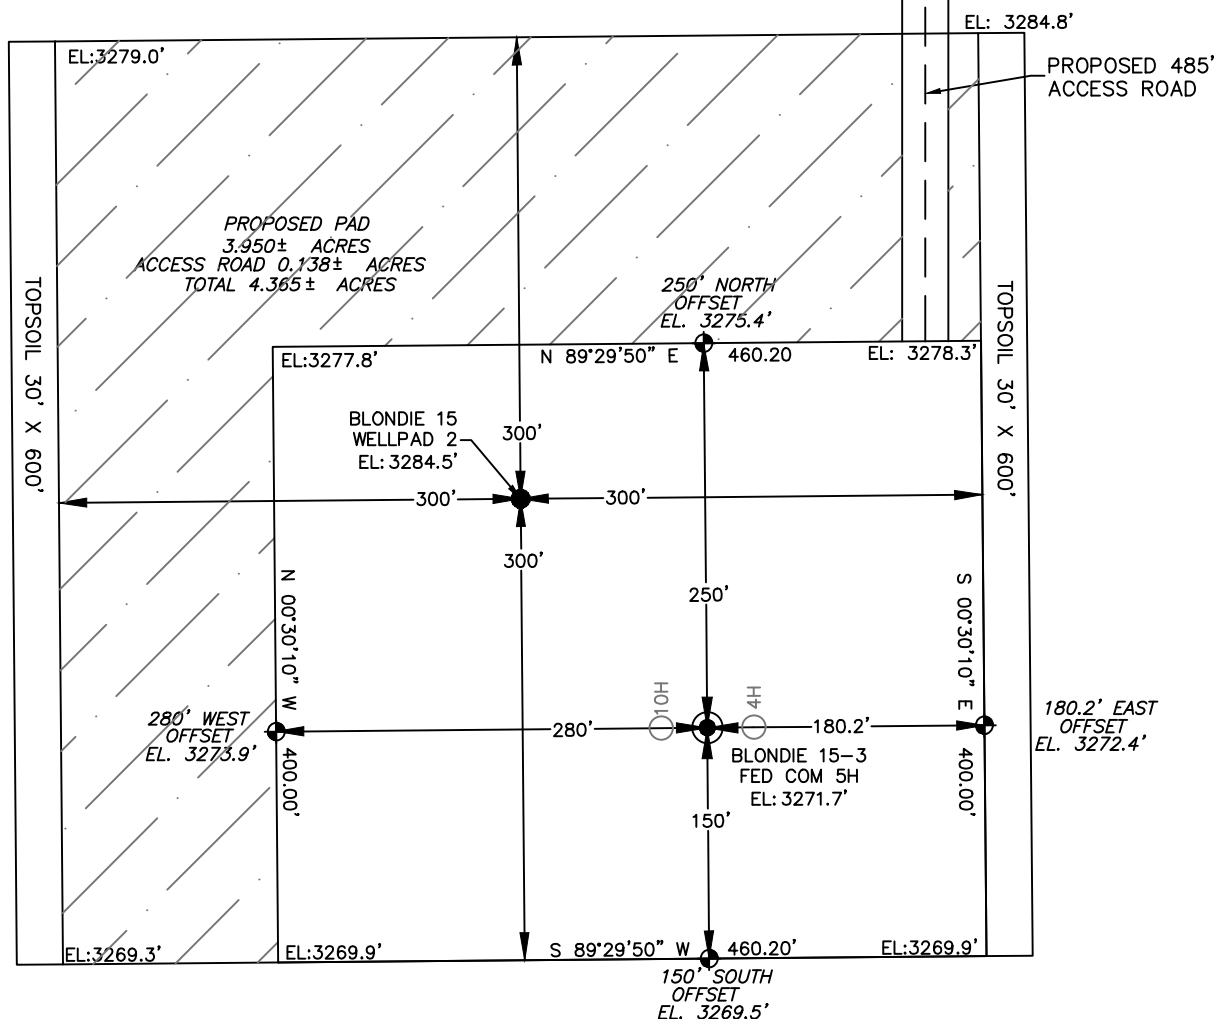 EL: 3284.8'
EL:3279.0'
PROPOSED 485'
ACCESS ROAD
PROPOSED PAD
3.950± ACRES
ACCESS ROAD 0.138± ACRES
TOTAL 4.365± ACRES
TOPSOIL 30' X 600'
TOPSOIL 30' X 600'
250' NORTH
OFFSET
EL. 3275.4'
EL:3277.8'
N 89°29'50" E 460.20
EL: 3278.3'
BLONDIE 15
WELLPAD 2
EL: 3284.5'
300'
300'
300'
300'
250'
N 00°30'10" W 400.00'
S 00°30'10" E 400.00'
10H
4H
280' WEST
OFFSET
EL. 3273.9'
280'
180.2'
180.2' EAST
OFFSET
EL. 3272.4'
BLONDIE 15-3
FED COM 5H
EL: 3271.7'
150'
EL:3269.3'
EL:3269.9'
S 89°29'50" W 460.20'
EL:3269.9'
150' SOUTH
OFFSET
EL. 3269.5'